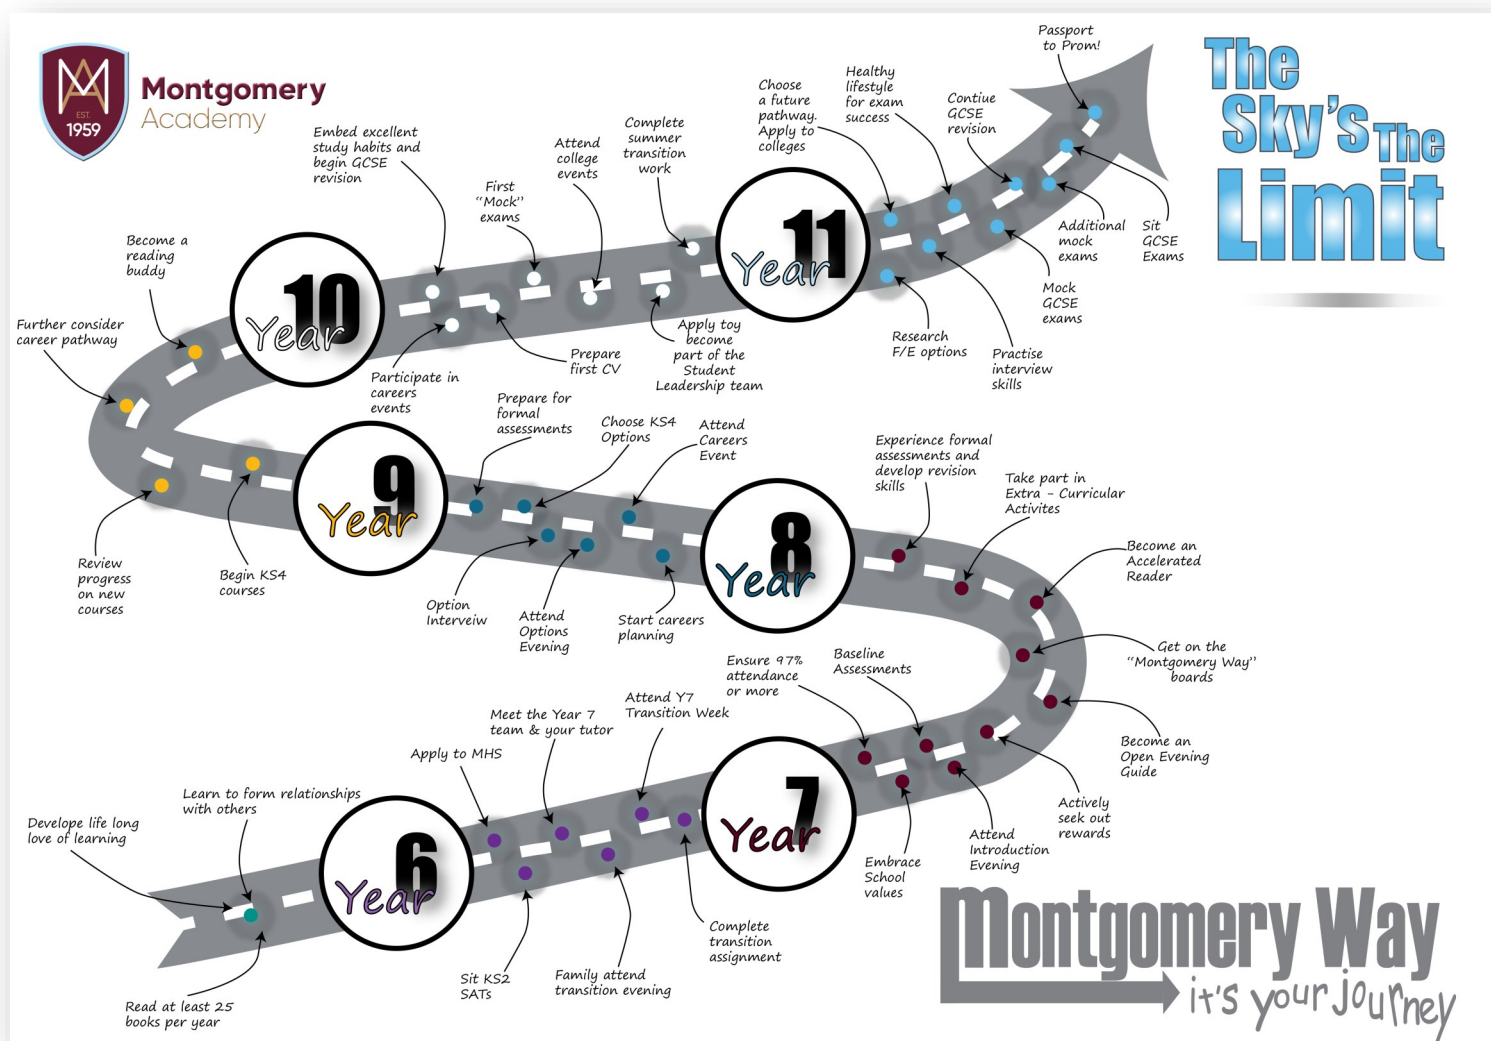 EST.
1959
Montgomery
Academy
The
Sky's The
Limit
Passport
to Prom!
Healthy
lifestyle
for exam
success
Contiue
GCSE
revision
Choose
a future
pathway.
Apply to
colleges
Additional
mock
exams
Sit
GCSE
Exams
Mock
GCSE
exams
Research
F/E options
Practise
interview
skills
Year 11
Complete
summer
transition
work
Attend
college
events
First
“Mock”
exams
Embed excellent
study habits and
begin GCSE
revision
Apply toy
become
part of the
Student
Leadership team
Prepare
first CV
Participate in
careers
events
Year 10
Become a
reading
buddy
Further consider
career pathway
Review
progress
on new
courses
Begin KS4
courses
Year 9
Prepare for
formal
assessments
Choose KS4
Options
Attend
Careers
Event
Option
Interveiw
Attend
Options
Evening
Start careers
planning
Year 8
Experience formal
assessments and
develop revision
skills
Take part in
Extra - Curricular
Activites
Become an
Accelerated
Reader
Get on the
“Montgomery Way”
boards
Become an
Open Evening
Guide
Actively
seek out
rewards
Attend
Introduction
Evening
Embrace
School
values
Baseline
Assessments
Ensure 97%
attendance
or more
Year 7
Attend Y7
Transition Week
Meet the Year 7
team & your tutor
Apply to MHS
Complete
transition
assignment
Family attend
transition evening
Sit KS2
SATs
Year 6
Learn to form relationships
with others
Develope life long
love of learning
Read at least 25
books per year
Montgomery Way
it's your journey